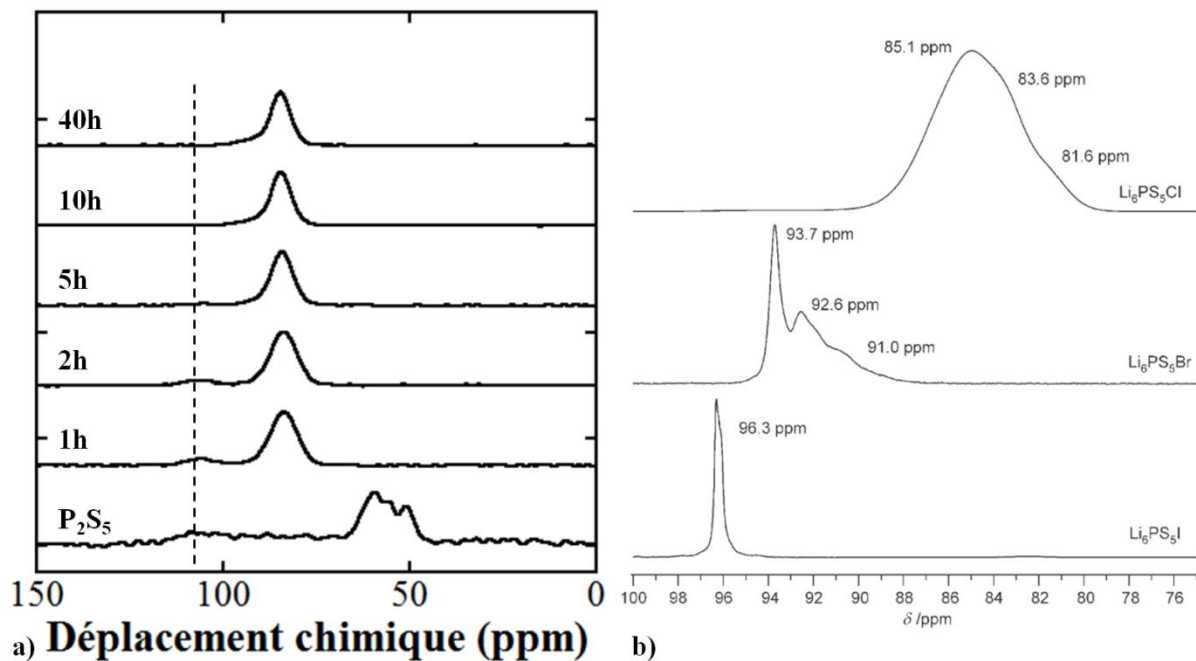 40h
10h
5h
2h
1h
P₂S₅
150 100 50 0
a) Déplacement chimique (ppm)
85.1 ppm
83.6 ppm
81.6 ppm
Li₆PS₅Cl
93.7 ppm
92.6 ppm
91.0 ppm
Li₆PS₅Br
96.3 ppm
Li₆PS₅I
100 98 96 94 92 90 88 86 84 82 80 78 76
δ /ppm
b)